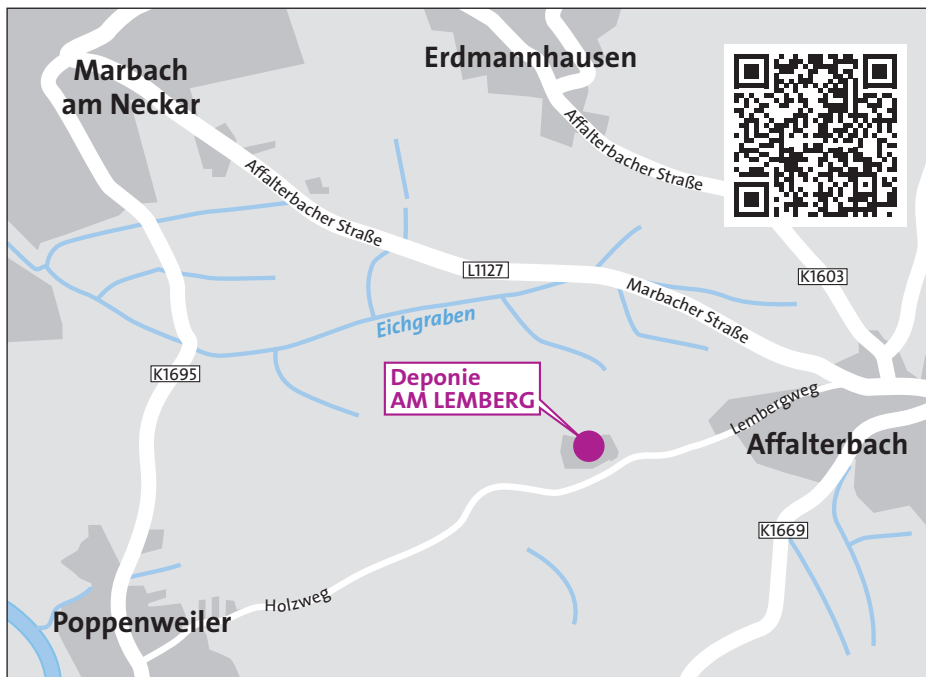 Marbach
am Neckar
Erdmannhausen
Affalterbacher Straße
Affalterbacher Straße
L1127
K1603
Marbacher Straße
Eichgraben
K1695
Deponie
AM LEMBERG
Lembergweg
Affalterbach
K1669
Holzweg
Poppenweiler